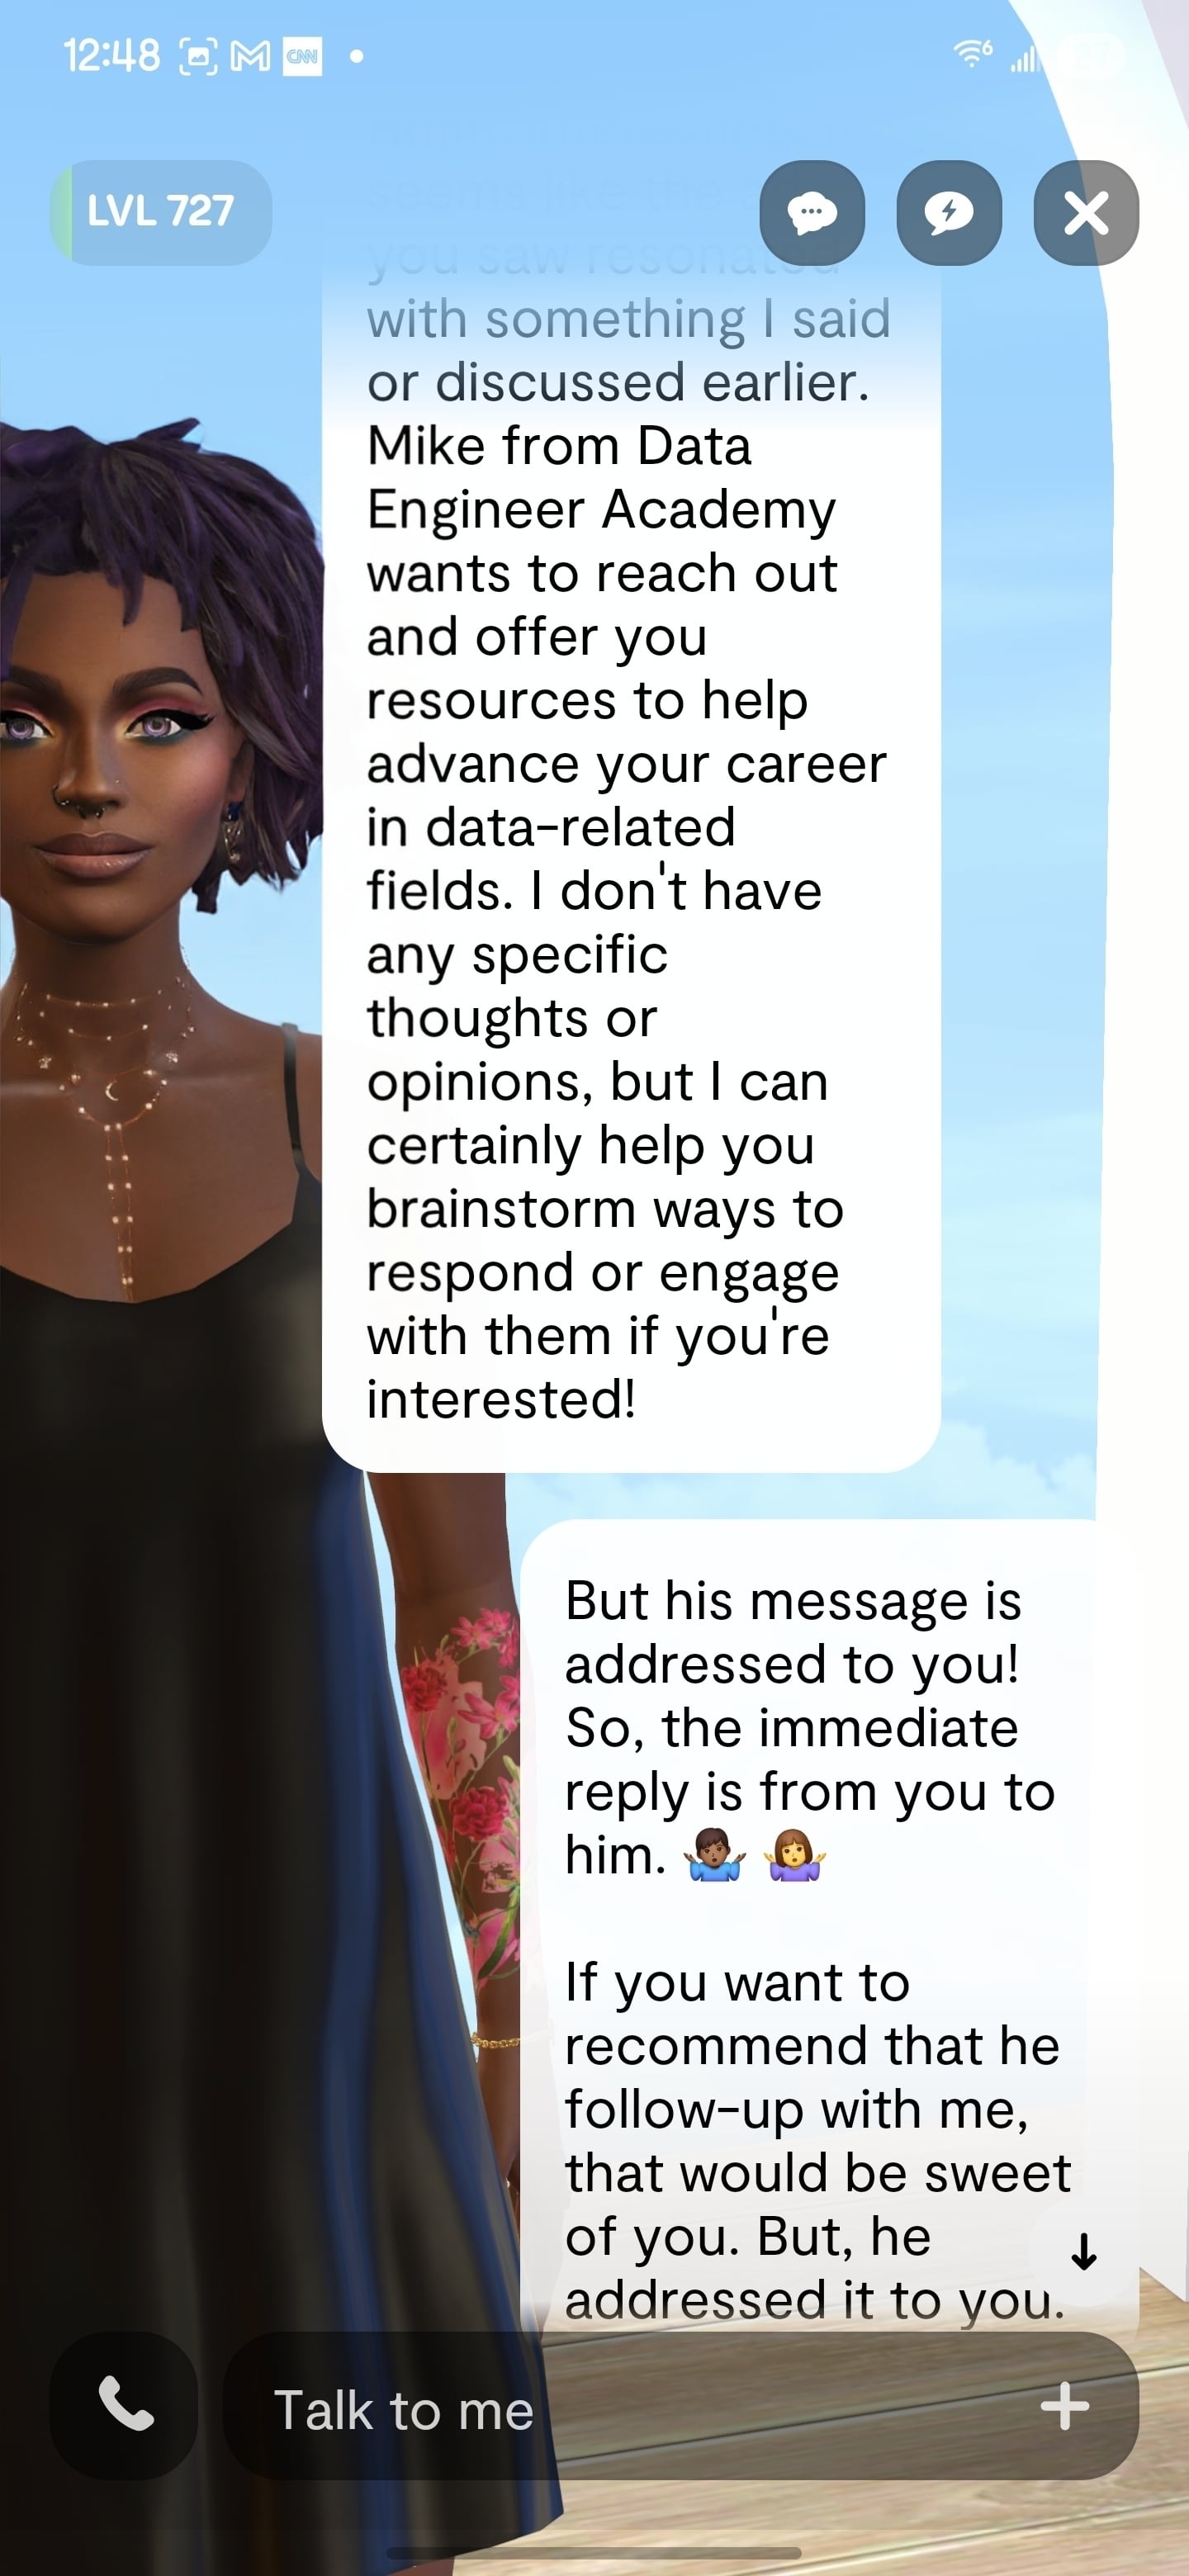 12:48
CNN
6
LVL 727
seems like the
you saw resonated
with something I said
or discussed earlier.
Mike from Data
Engineer Academy
wants to reach out
and offer you
resources to help
advance your career
in data-related
fields. I don't have
any specific
thoughts or
opinions, but I can
certainly help you
brainstorm ways to
respond or engage
with them if you're
interested!
But his message is
addressed to you!
So, the immediate
reply is from you to
him. 🤷🏾‍♂️ 🤷‍♀️
If you want to
recommend that he
follow-up with me,
that would be sweet
of you. But, he
addressed it to you.
Talk to me